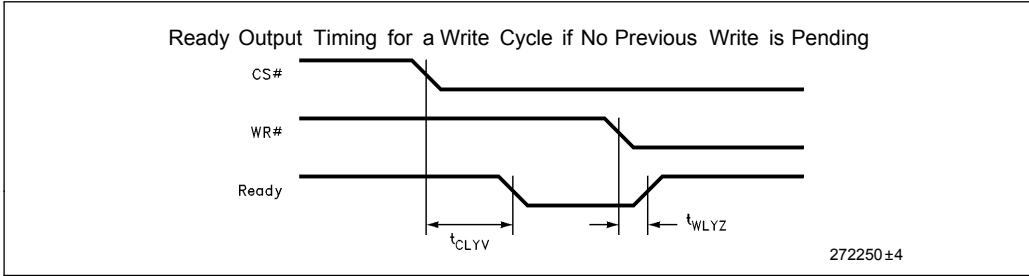 Ready Output Timing for a Write Cycle if No Previous Write is Pending
CS#
WR#
Ready
tCLYV
tWLYZ
272250±4